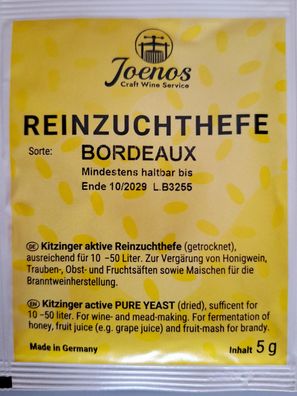 Joenos
Craft Wine Service
REINZUCHTHEFE
Sorte: BORDEAUX
Mindestens haltbar bis
Ende 10/2029 L.B3255
DE Kitzinger aktive Reinzuchthefe (getrocknet),
ausreichend für 10 –50 Liter. Zur Vergärung von Honigwein,
Trauben-, Obst- und Fruchtsäften sowie Maischen für die
Branntweinherstellung.
EN Kitzinger active PURE YEAST (dried), sufficent for
10 –50 liter. For wine- and mead-making. For fermentation of
honey, fruit juice (e.g. grape juice) and fruit-mash for brandy.
Made in Germany Inhalt 5 g